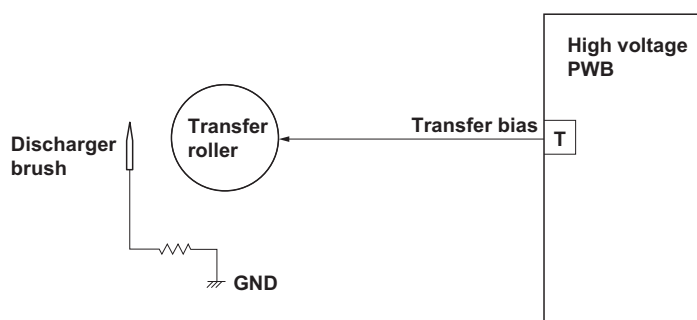 High voltage
PWB
Transfer bias
T
Transfer
roller
Discharger
brush
GND